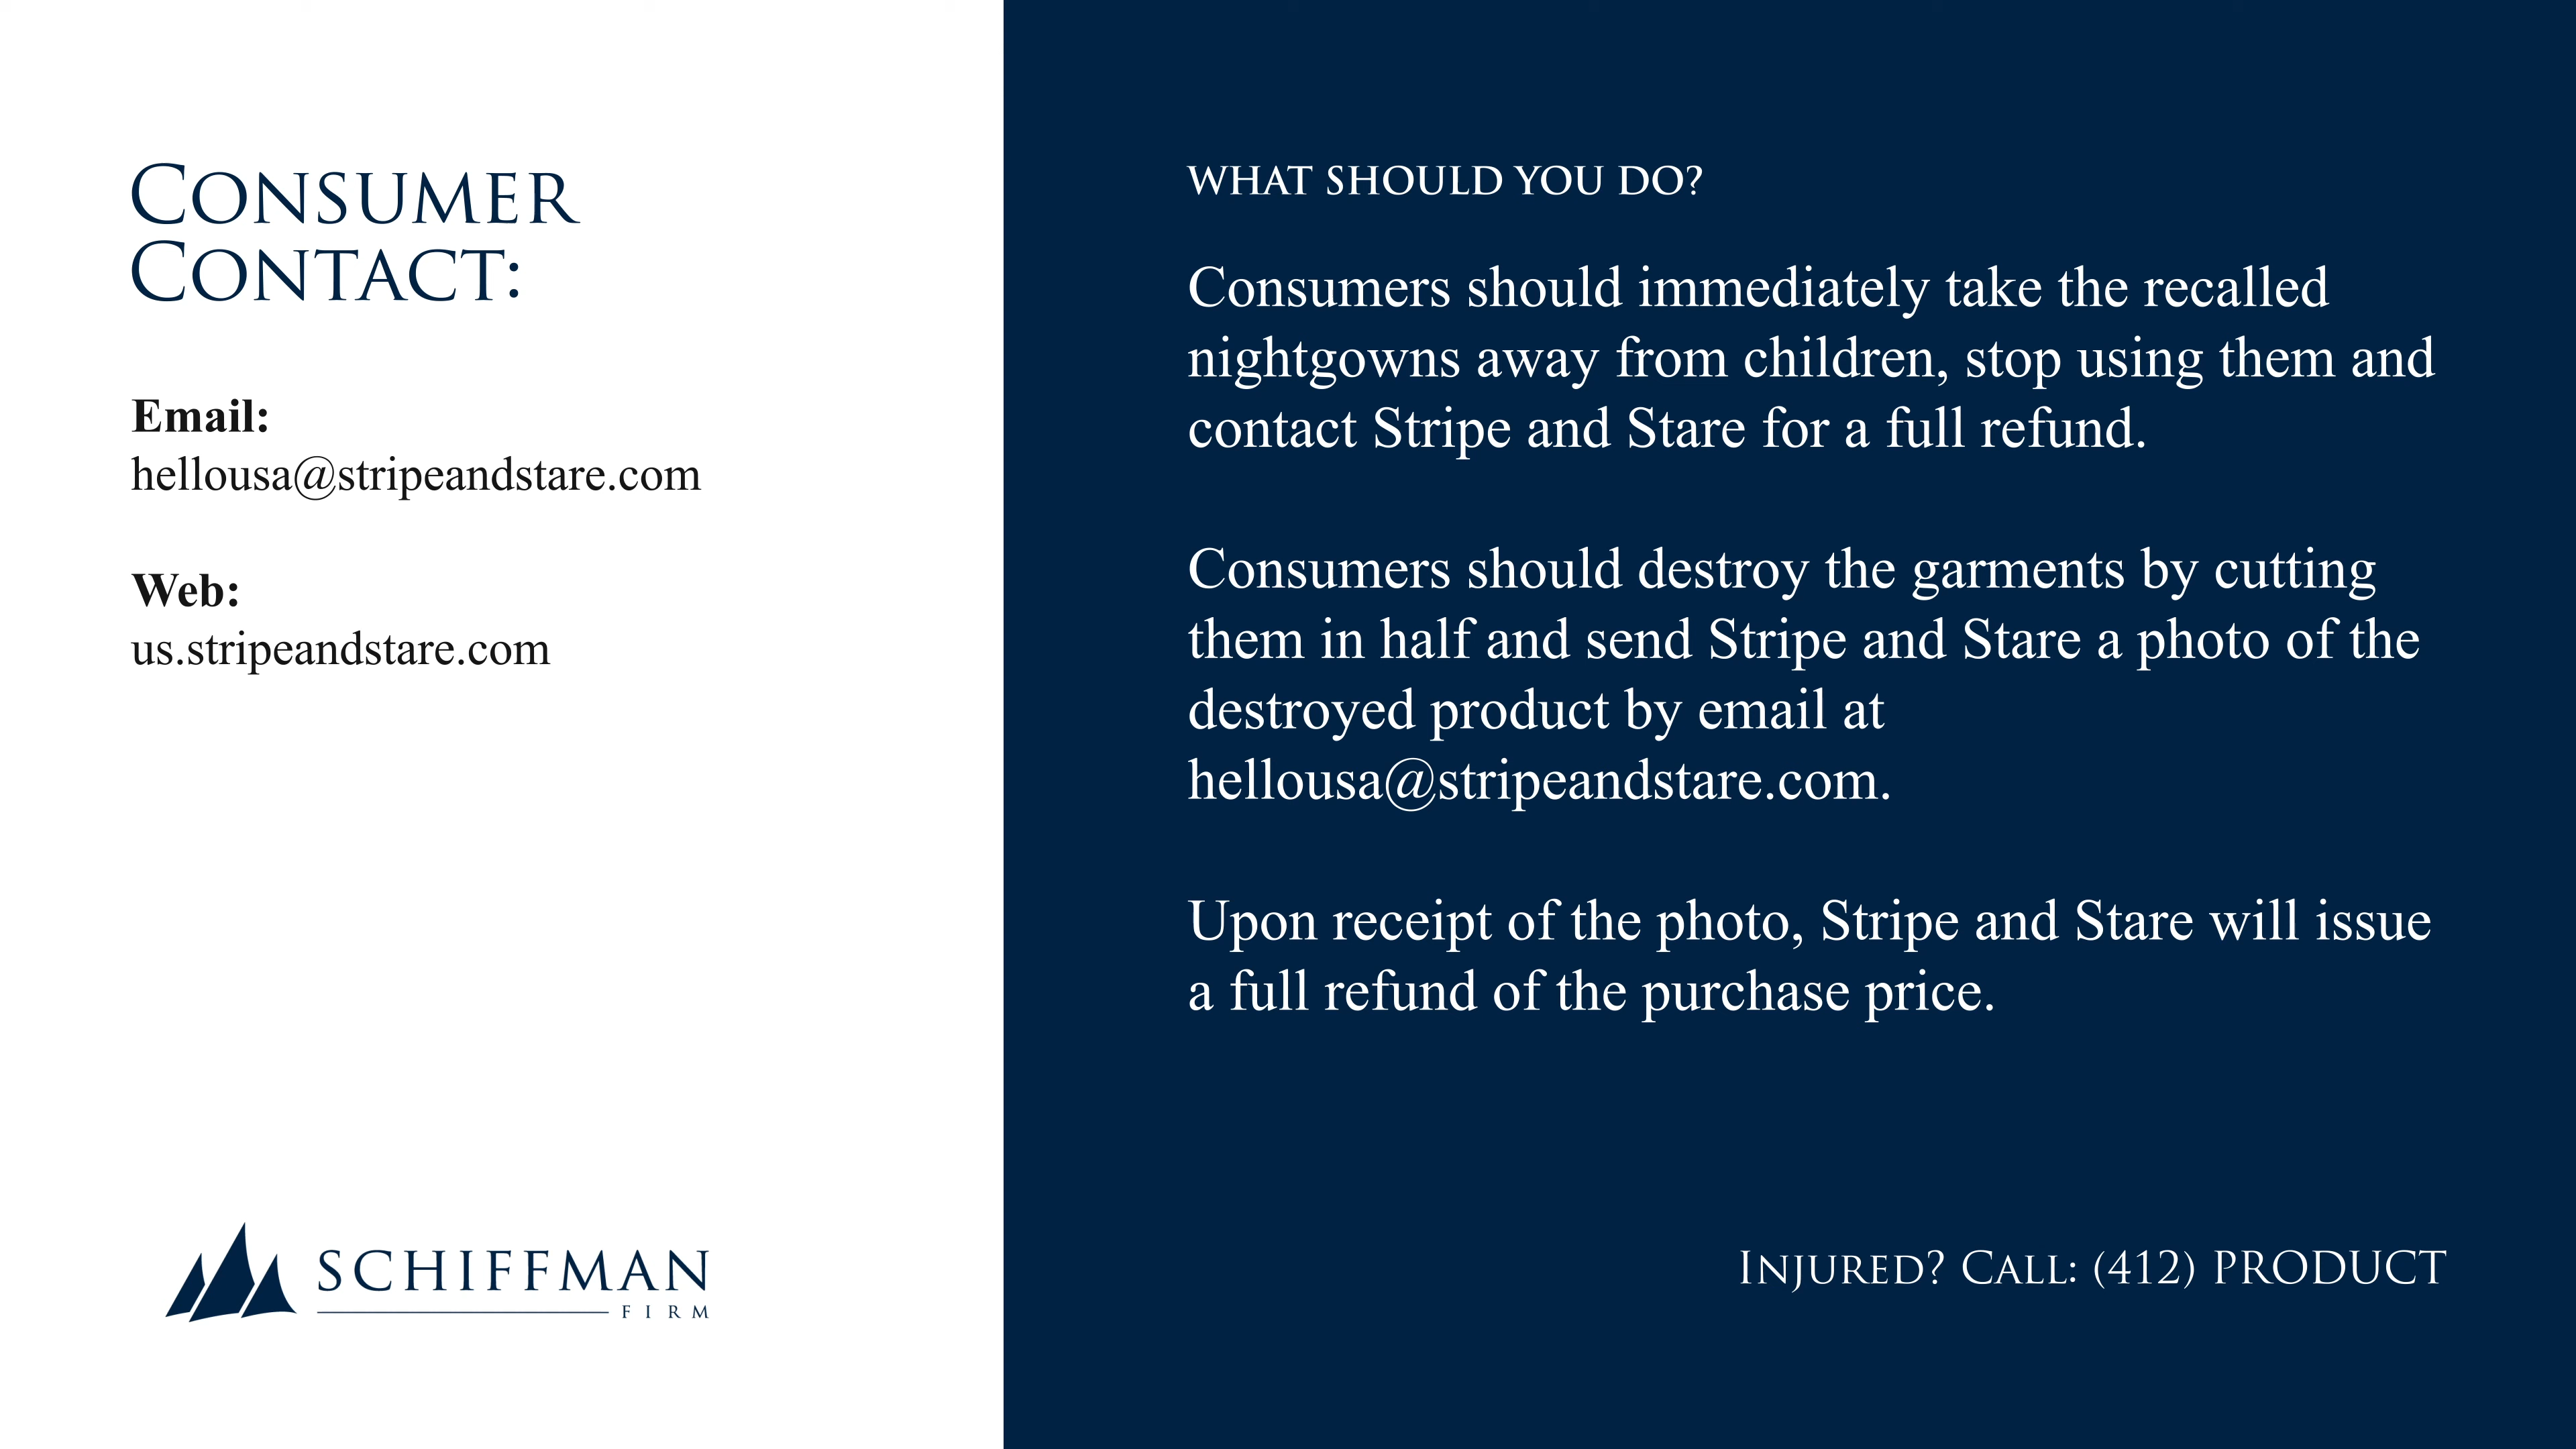 CONSUMER
CONTACT:
Email:
hellousa@stripeandstare.com
Web:
us.stripeandstare.com
SCHIFFMAN
FIRM
WHAT SHOULD YOU DO?
Consumers should immediately take the recalled
nightgowns away from children, stop using them and
contact Stripe and Stare for a full refund.
Consumers should destroy the garments by cutting
them in half and send Stripe and Stare a photo of the
destroyed product by email at
hellousa@stripeandstare.com.
Upon receipt of the photo, Stripe and Stare will issue
a full refund of the purchase price.
INJURED? CALL: (412) PRODUCT